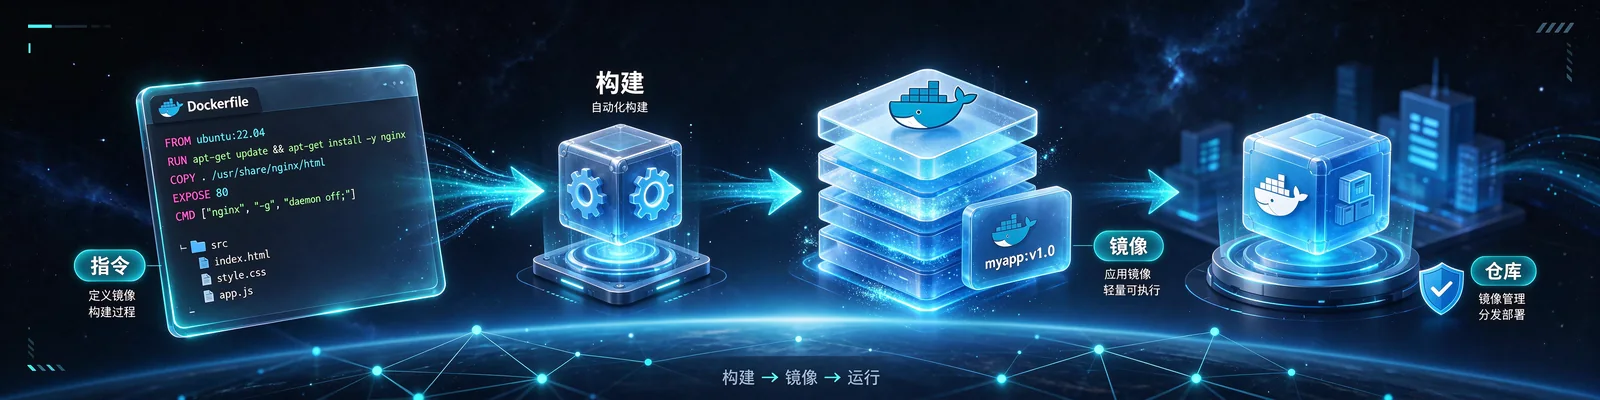 Dockerfile
FROM ubuntu:22.04
RUN apt-get update && apt-get install -y nginx
COPY . /usr/share/nginx/html
EXPOSE 80
CMD ["nginx", "-g", "daemon off;"]
src
index.html
style.css
app.js
指令
定义镜像
构建过程
构建
自动化构建
myapp:v1.0
镜像
应用镜像
轻量可执行
仓库
镜像管理
分发部署
构建 → 镜像 → 运行